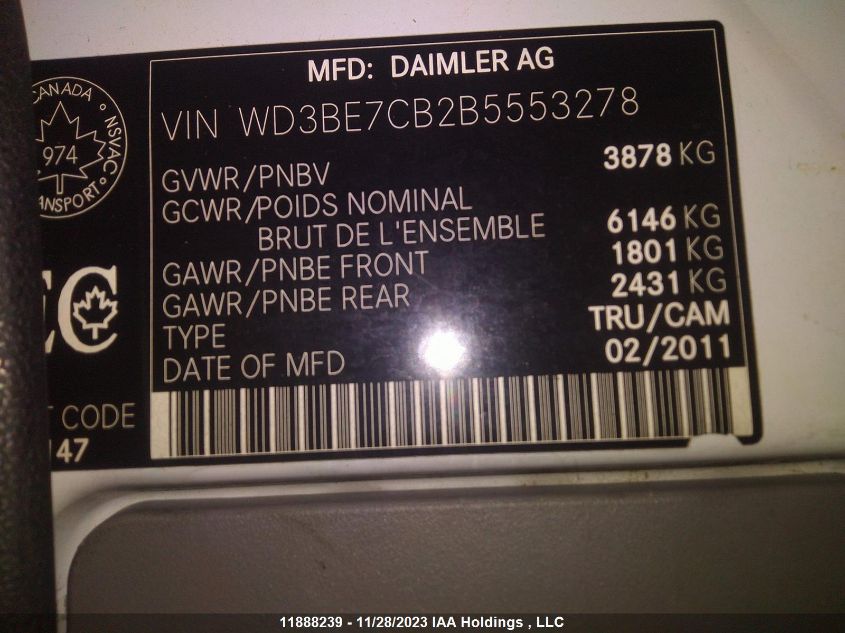 MFD: DAIMLER AG
VIN WD3BE7CB2B5553278
GVWR/PNBV 3878 KG
GCWR/POIDS NOMINAL
BRUT DE L'ENSEMBLE 6146 KG
GAWR/PNBE FRONT 1801 KG
GAWR/PNBE REAR 2431 KG
TYPE TRU/CAM
DATE OF MFD 02/2011
CANADA
NSVAC
974
TRANSPORT
EC
T CODE
47
11888239 - 11/28/2023 IAA Holdings , LLC